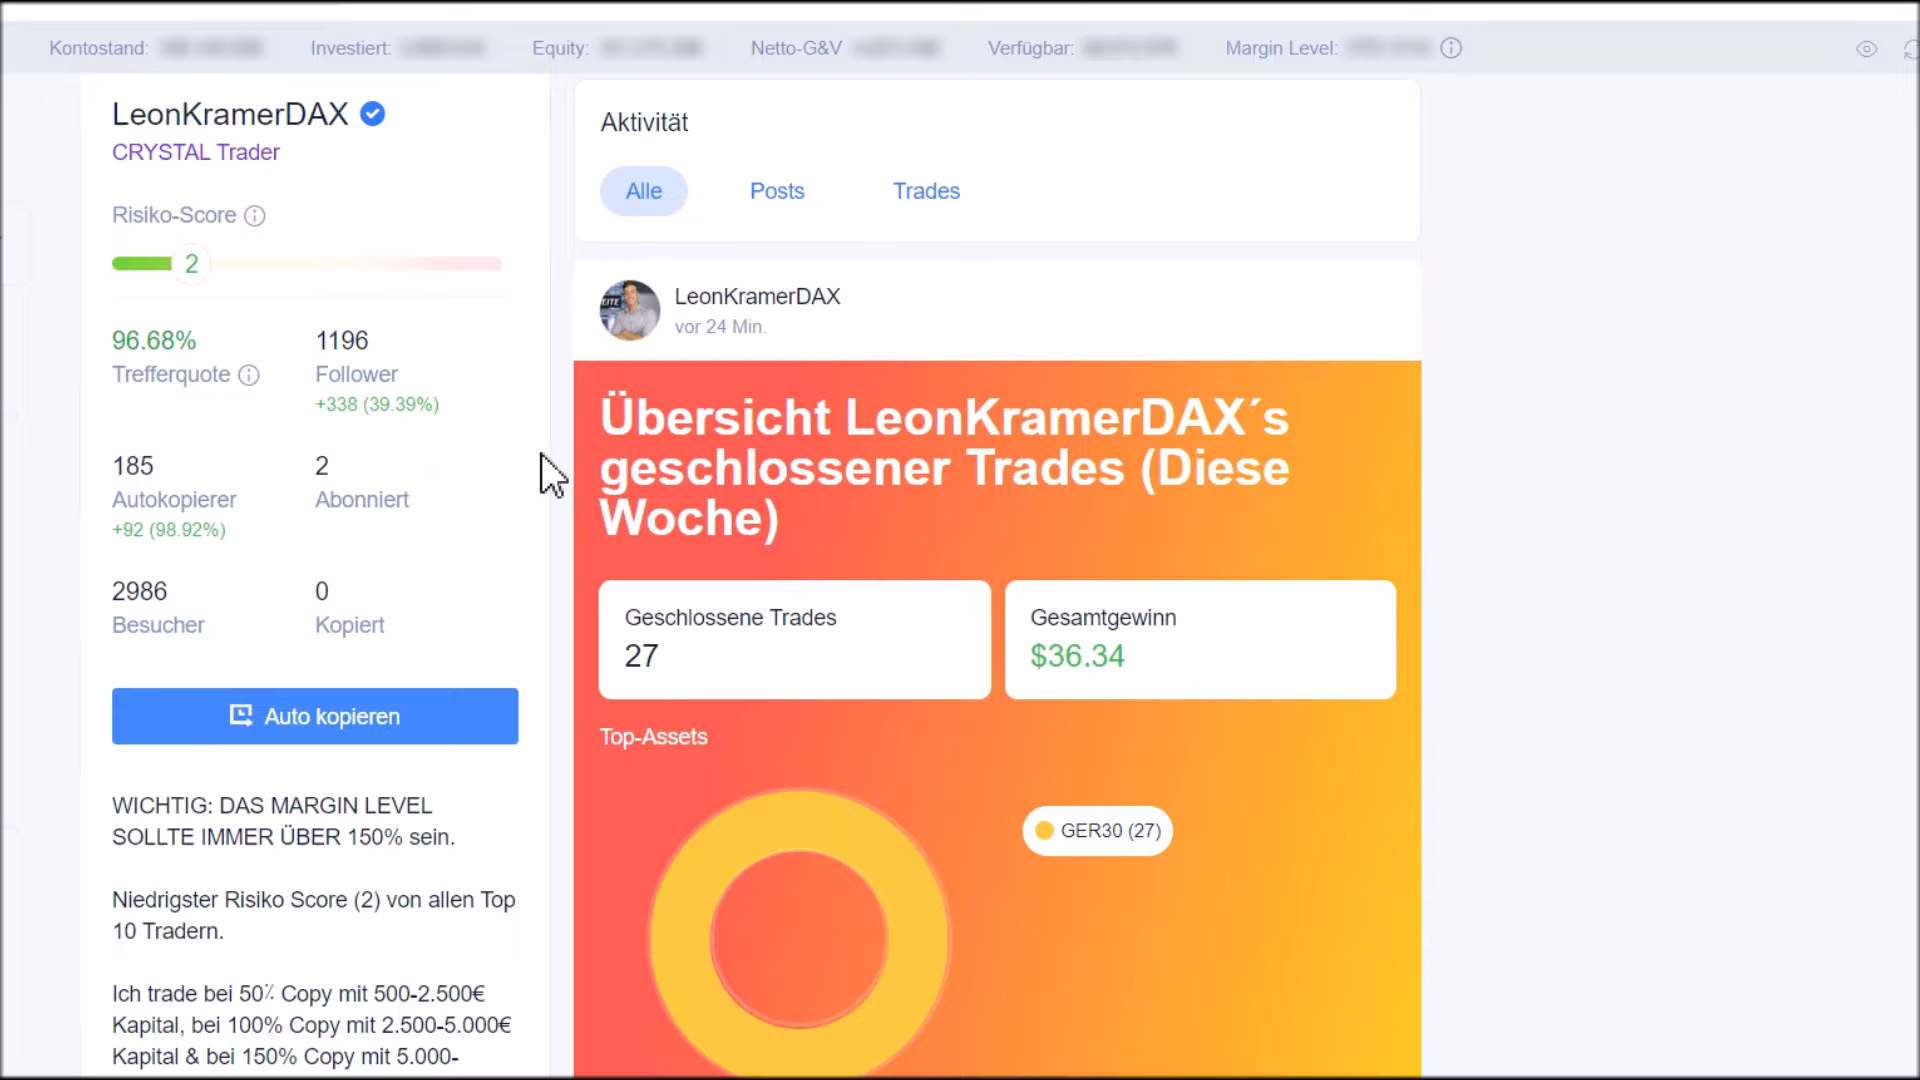 Kontostand:
Investiert:
Equity:
Netto-G&V
Verfügbar:
Margin Level:
LeonKramerDAX
CRYSTAL Trader
Risiko-Score
2
96.68%
Trefferquote
1196
Follower
+338 (39.39%)
185
Autokopierer
+92 (98.92%)
2
Abonniert
2986
Besucher
0
Kopiert
Auto kopieren
WICHTIG: DAS MARGIN LEVEL
SOLLTE IMMER ÜBER 150% sein.
Niedrigster Risiko Score (2) von allen Top
10 Tradern.
Ich trade bei 50٪ Copy mit 500-2.500€
Kapital, bei 100% Copy mit 2.500-5.000€
Kapital & bei 150% Copy mit 5.000-
Aktivität
Alle
Posts
Trades
LeonKramerDAX
vor 24 Min.
Übersicht LeonKramerDAX´s
geschlossener Trades (Diese
Woche)
Geschlossene Trades
27
Gesamtgewinn
$36.34
Top-Assets
GER30 (27)